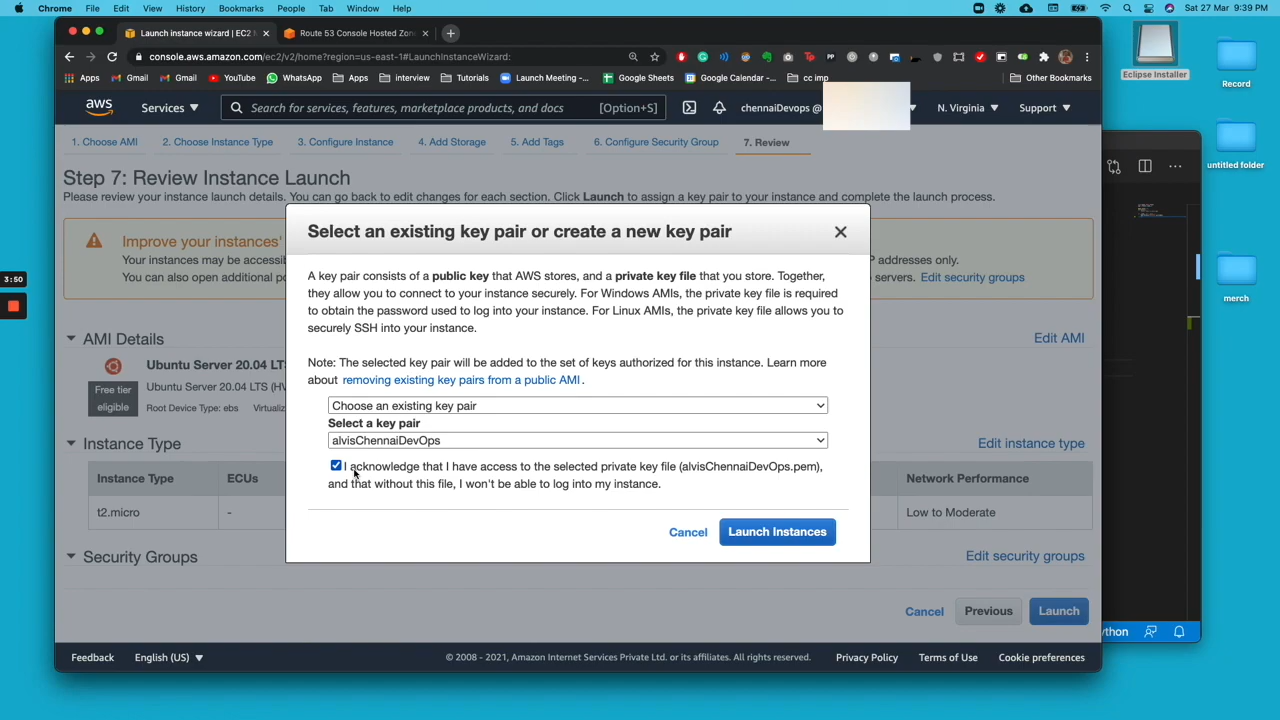 Chrome File Edit View History Bookmarks People Tab Window Help Sat 27 Mar 9:39 PM
Launch instance wizard | EC2 Route 53 Console Hosted Zon
console.aws.amazon.com/ec2/v2/home?region=us-east-1#LaunchInstanceWizard:
Apps Gmail Gmail YouTube WhatsApp Apps interview Tutorials Launch Meeting -... Google Sheets Google Calendar -... cc imp Other Bookmarks
aws Services Search for services, features, marketplace products, and docs [Option+S] chennaiDevops @ N. Virginia Support
1. Choose AMI 2. Choose Instance Type 3. Configure Instance 4. Add Storage 5. Add Tags 6. Configure Security Group 7. Review
Step 7: Review Instance Launch
Please review your instance launch details. You can go back to edit changes for each section. Click Launch to assign a key pair to your instance and complete the launch process.
Improve your instances'
Your instances may be accessib P addresses only.
You can also open additional po servers. Edit security groups
Select an existing key pair or create a new key pair
A key pair consists of a public key that AWS stores, and a private key file that you store. Together,
they allow you to connect to your instance securely. For Windows AMIs, the private key file is required
to obtain the password used to log into your instance. For Linux AMIs, the private key file allows you to
securely SSH into your instance.
Note: The selected key pair will be added to the set of keys authorized for this instance. Learn more
about removing existing key pairs from a public AMI.
Choose an existing key pair
Select a key pair
alvisChennaiDevOps
I acknowledge that I have access to the selected private key file (alvisChennaiDevOps.pem),
and that without this file, I won't be able to log into my instance.
Cancel Launch Instances
AMI Details Edit AMI
Ubuntu Server 20.04 LTS
Free tier
eligible
Ubuntu Server 20.04 LTS (HV
Root Device Type: ebs Virtualiz
Instance Type Edit instance type
Instance Type ECUs Network Performance
t2.micro - Low to Moderate
Security Groups Edit security groups
Cancel Previous Launch
Feedback English (US) © 2008 - 2021, Amazon Internet Services Private Ltd. or its affiliates. All rights reserved. Privacy Policy Terms of Use Cookie preferences
3:50
ython
Eclipse Installer
Record
untitled folder
merch